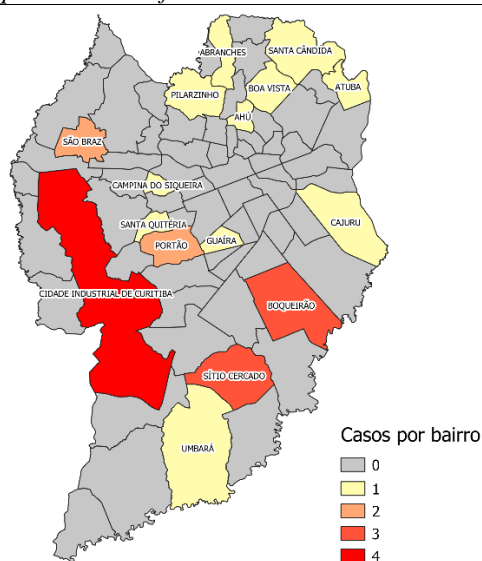 ABRANCHES
SANTA CÂNDIDA
PILARZINHO
BOA VISTA
ATUBA
AHÚ
SÃO BRAZ
CAMPINA DO SIQUEIRA
CAJURU
SANTA QUITÉRIA
PORTÃO
GUAÍRA
CIDADE INDUSTRIAL DE CURITIBA
BOQUEIRÃO
SÍTIO CERCADO
UMBARÁ
Casos por bairro
0
1
2
3
4